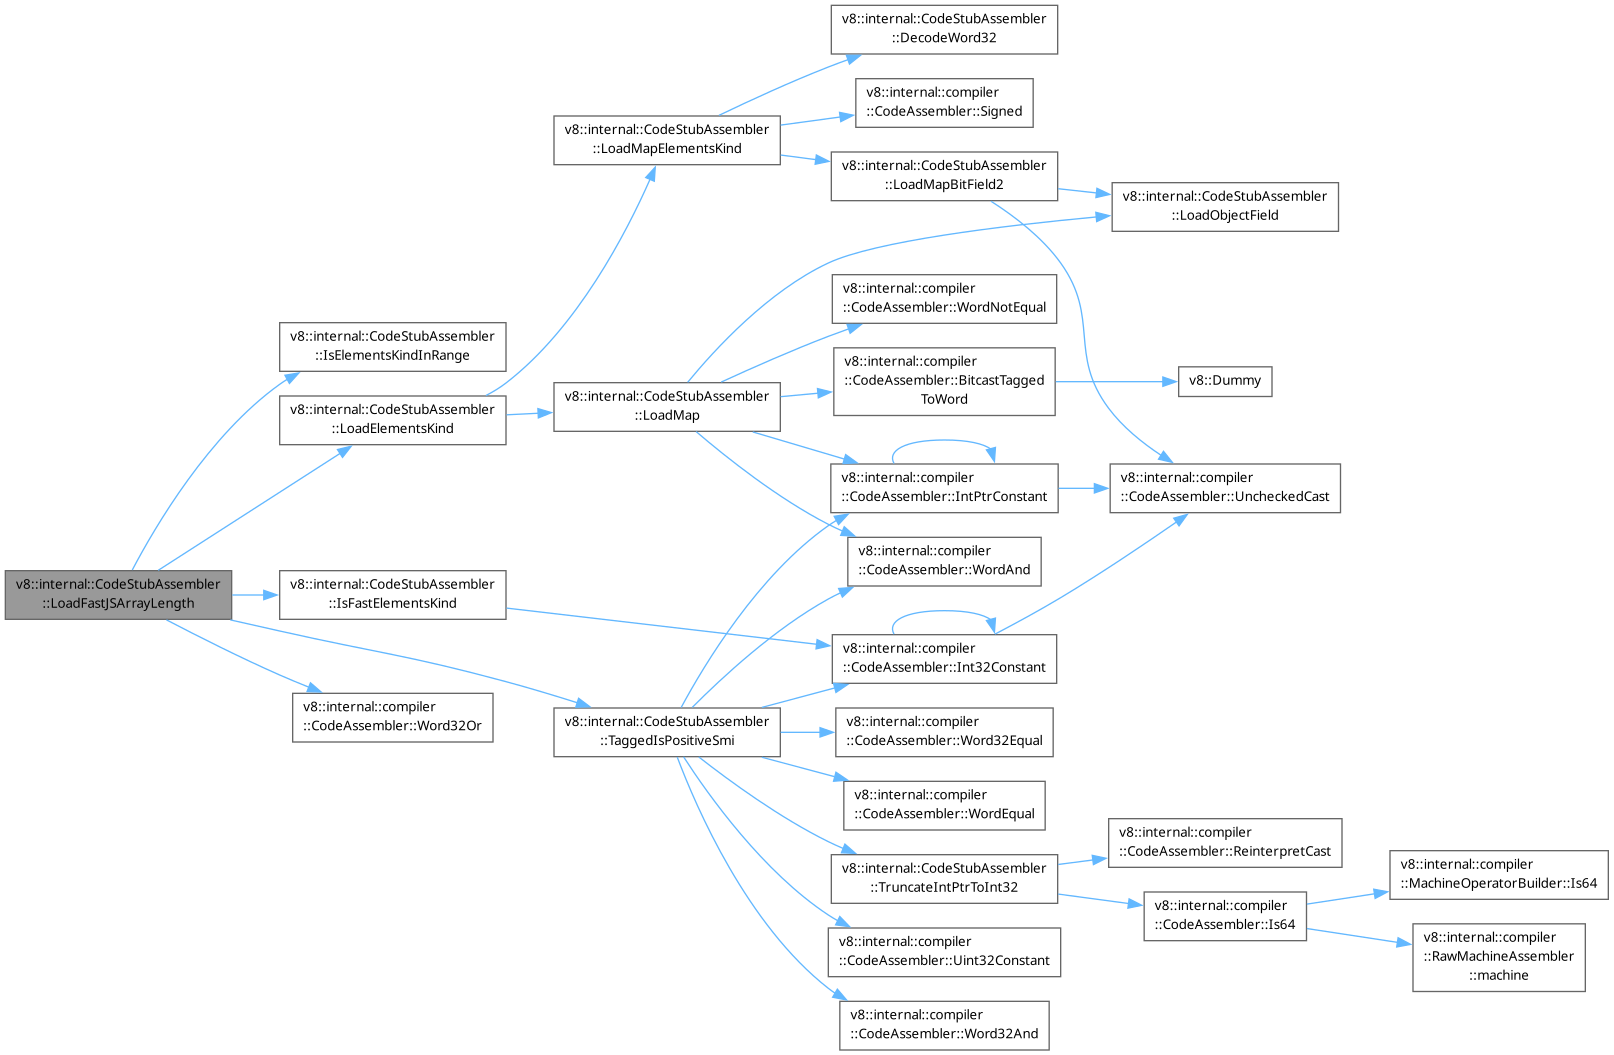 v8::internal::CodeStubAssembler
::LoadFastJSArrayLength
v8::internal::CodeStubAssembler
::IsElementsKindInRange
v8::internal::CodeStubAssembler
::LoadElementsKind
v8::internal::CodeStubAssembler
::IsFastElementsKind
v8::internal::compiler
::CodeAssembler::Word32Or
v8::internal::CodeStubAssembler
::LoadMapElementsKind
v8::internal::CodeStubAssembler
::LoadMap
v8::internal::CodeStubAssembler
::TaggedIsPositiveSmi
v8::internal::CodeStubAssembler
::DecodeWord32
v8::internal::compiler
::CodeAssembler::Signed
v8::internal::CodeStubAssembler
::LoadMapBitField2
v8::internal::compiler
::CodeAssembler::WordNotEqual
v8::internal::compiler
::CodeAssembler::BitcastTagged
ToWord
v8::internal::compiler
::CodeAssembler::IntPtrConstant
v8::internal::compiler
::CodeAssembler::WordAnd
v8::internal::compiler
::CodeAssembler::Int32Constant
v8::internal::compiler
::CodeAssembler::Word32Equal
v8::internal::compiler
::CodeAssembler::WordEqual
v8::internal::CodeStubAssembler
::TruncateIntPtrToInt32
v8::internal::compiler
::CodeAssembler::Uint32Constant
v8::internal::compiler
::CodeAssembler::Word32And
v8::internal::CodeStubAssembler
::LoadObjectField
v8::Dummy
v8::internal::compiler
::CodeAssembler::UncheckedCast
v8::internal::compiler
::CodeAssembler::ReinterpretCast
v8::internal::compiler
::CodeAssembler::Is64
v8::internal::compiler
::MachineOperatorBuilder::Is64
v8::internal::compiler
::RawMachineAssembler
::machine